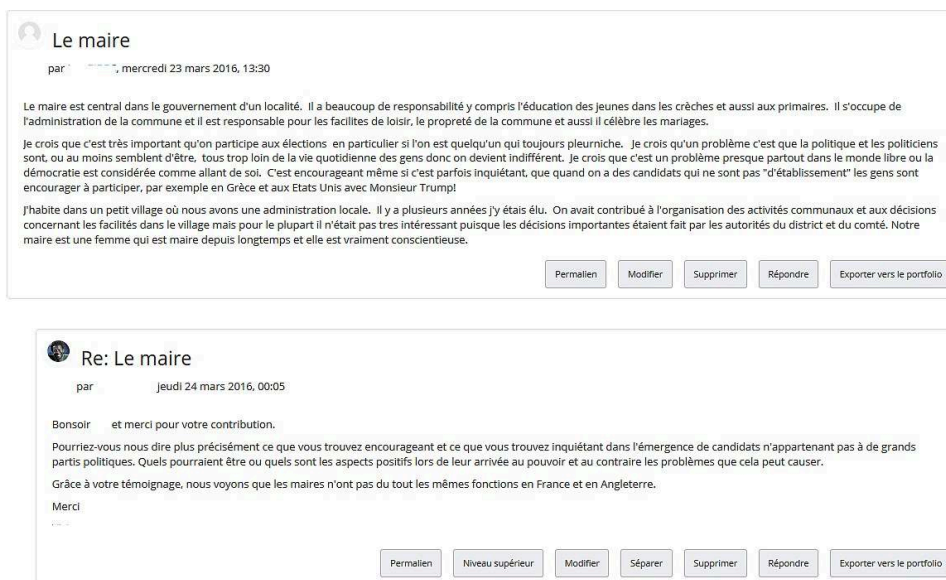 Le maire
par , mercredi 23 mars 2016, 13:30
Le maire est central dans le gouvernement d'un localité. Il a beaucoup de responsabilité y compris l'éducation des jeunes dans les crèches et aussi aux primaires. Il s'occupe de
l'administration de la commune et il est responsable pour les facilites de loisir, le propreté de la commune et aussi il célèbre les mariages.
Je crois que c'est très important qu'on participe aux élections en particulier si l'on est quelqu'un qui toujours pleurniche. Je crois qu'un problème c'est que la politique et les politiciens
sont, ou au moins semblent d'être, tous trop loin de la vie quotidienne des gens donc on devient indifférent. Je crois que c'est un problème presque partout dans le monde libre ou la
démocratie est considérée comme allant de soi. C'est encouragement même si c'est parfois inquiétant, que quand on a des candidats qui ne sont pas "d'établissement" les gens sont
encourager à participer, par exemple en Grèce et aux Etats Unis avec Monsieur Trump!
J'habite dans un petit village où nous avons une administration locale. Il y a plusieurs années j'y étais élu. On avait contribué à l'organisation des activités communaux et aux décisions
concernant les facilités dans le village mais pour le plupart il n'était pas tres intéressant puisque les décisions importantes étaient fait par les autorités du district et du comté. Notre
maire est une femme qui est maire depuis longtemps et elle est vraiment conscientieuse.
Permalien Modifier Supprimer Répondre Exporter vers le portfolio
Re: Le maire
par jeudi 24 mars 2016, 00:05
Bonsoir et merci pour votre contribution.
Pourriez-vous nous dire plus précisément ce que vous trouvez encourageant et ce que vous trouvez inquiétant dans l'émergence de candidats n'appartenant pas à de grands
partis politiques. Quels pourraient être ou quels sont les aspects positifs lors de leur arrivée au pouvoir et au contraire les problèmes que cela peut causer.
Grâce à votre témoignage, nous voyons que les maires n'ont pas du tout les mêmes fonctions en France et en Angleterre.
Merci
Permalien Niveau supérieur Modifier Séparer Supprimer Répondre Exporter vers le portfolio